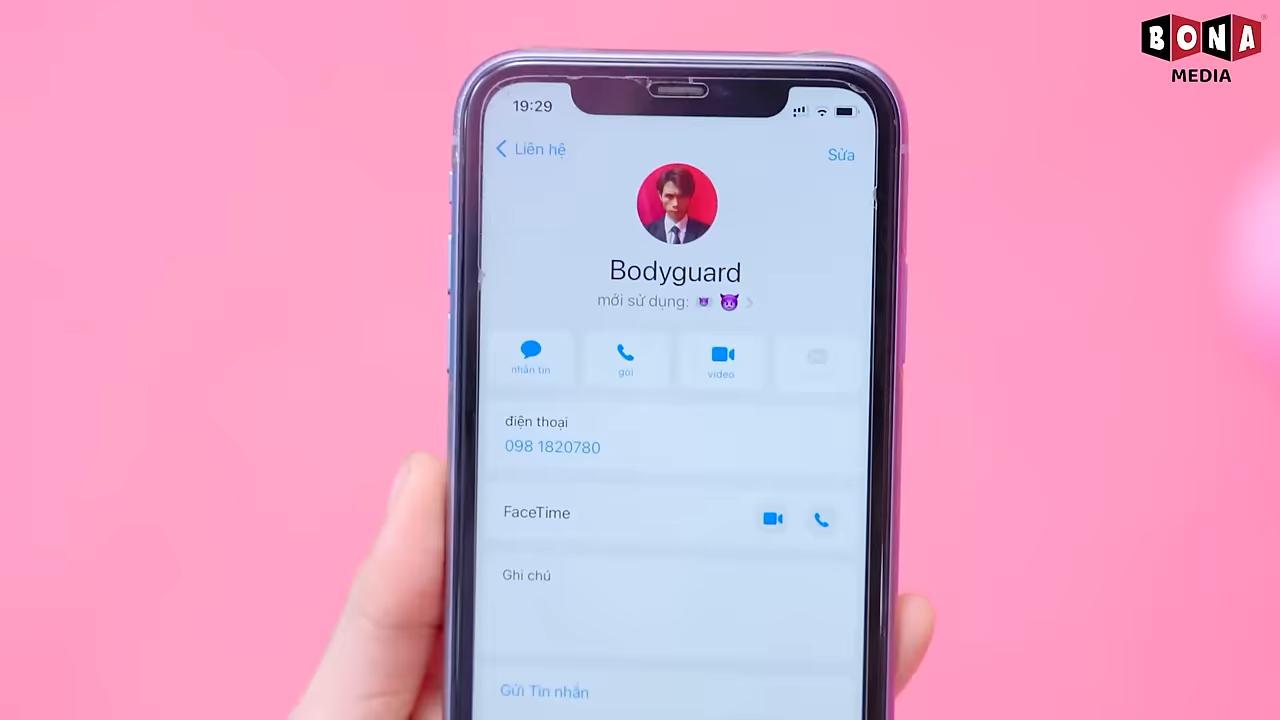 BONA
MEDIA
19:29
Liên hệ
Sửa
Bodyguard
mới sử dụng: 😈
nhắn tin
gọi
video
điện thoại
098 1820780
FaceTime
Ghi chú
Gửi Tin nhắn